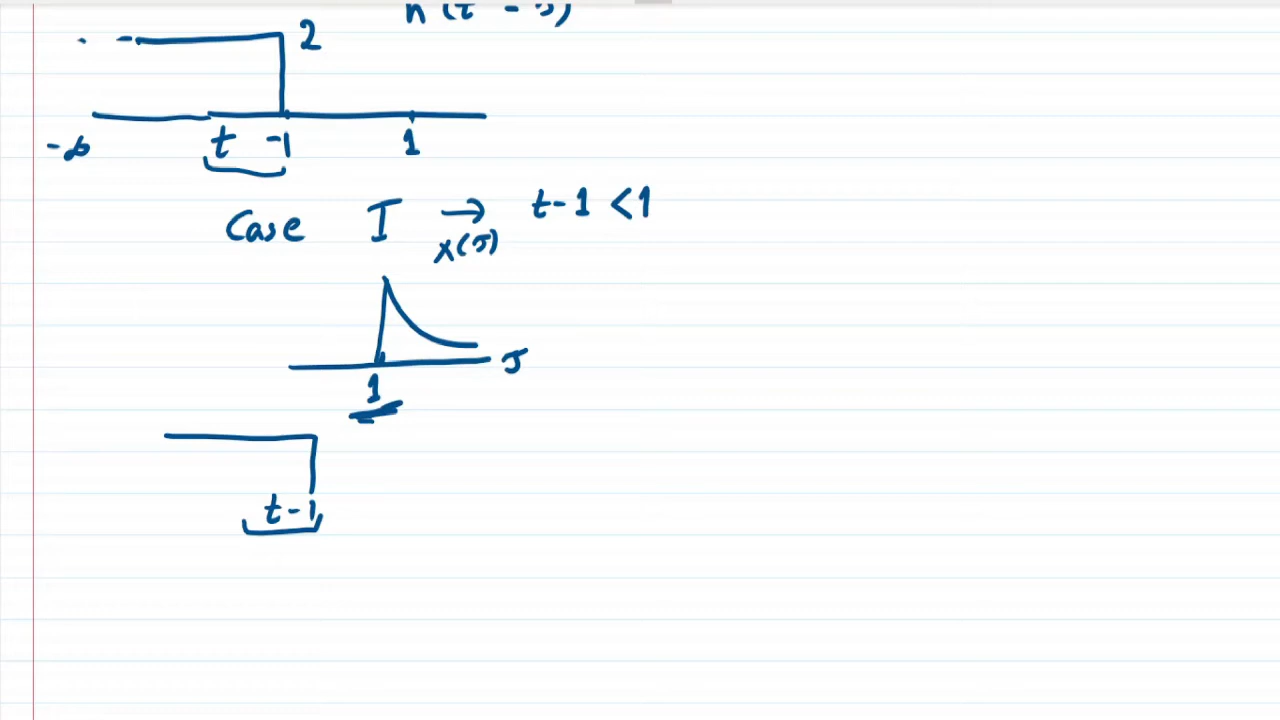 2
-∞ t -1 1
Case I → t-1 <1
x(τ)
τ
1
t-1